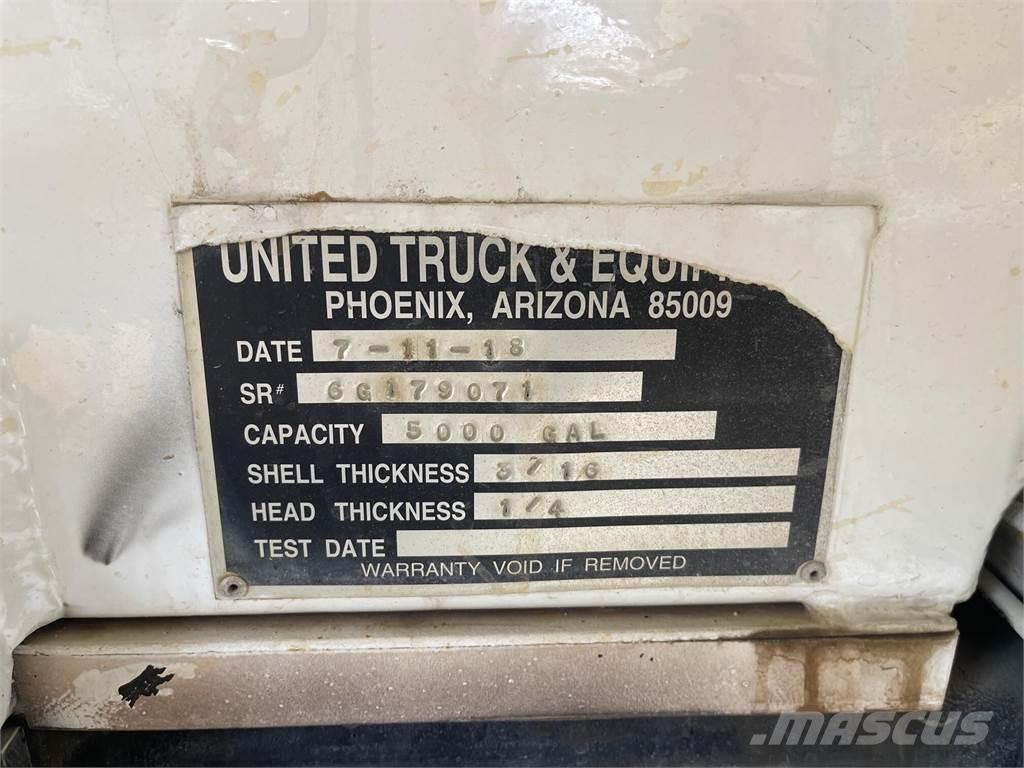 UNITED TRUCK & EQUIP
PHOENIX, ARIZONA 85009
DATE 7-11-18
SR# 6G179071
CAPACITY 5000 GAL
SHELL THICKNESS 3/16
HEAD THICKNESS 1/4
TEST DATE
WARRANTY VOID IF REMOVED
MASCUS